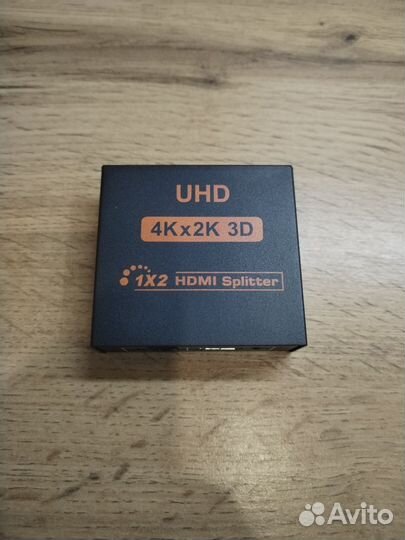 UHD
4Kx2K 3D
1X2 HDMI Splitter
Avito